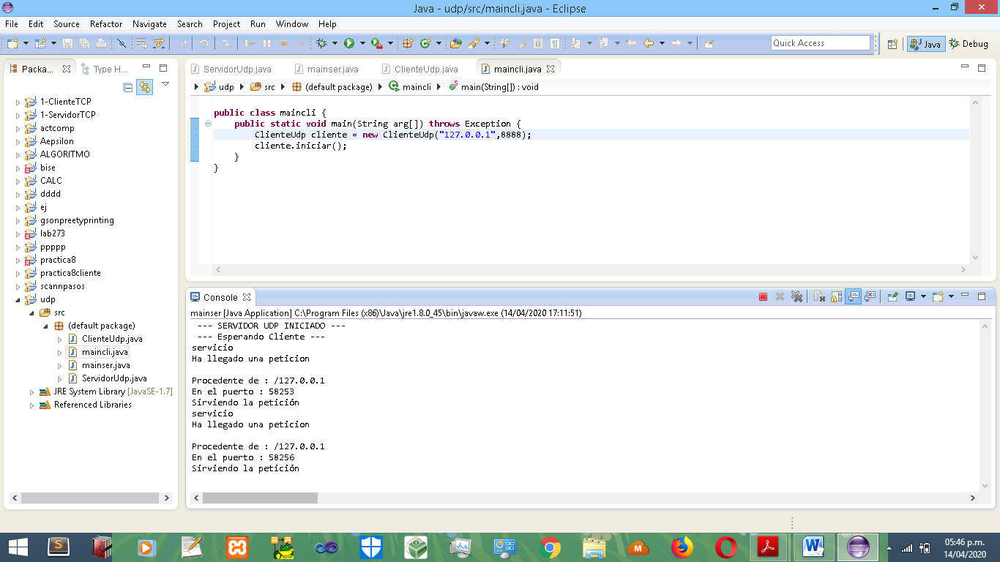 Java - udp/src/maincli.java - Eclipse
File Edit Source Refactor Navigate Search Project Run Window Help
Quick Access
Java
Debug
Packa...
Type H...
1-ClienteTCP
1-ServidorTCP
actcomp
Aepsilon
ALGORITMO
bise
CALC
dddd
ej
gsonpreetyprinting
lab273
ppppp
practica8
practica8cliente
scannpasos
udp
src
(default package)
ClienteUdp.java
maincli.java
mainser.java
ServidorUdp.java
JRE System Library [JavaSE-1.7]
Referenced Libraries
ServidorUdp.java mainser.java ClienteUdp.java maincli.java
udp src (default package) maincli main(String[]) : void
public class maincli {
public static void main(String arg[]) throws Exception {
ClienteUdp cliente = new ClienteUdp("127.0.0.1",8888);
cliente.iniciar();
}
}
Console
mainser [Java Application] C:\Program Files (x86)\Java\jre1.8.0_45\bin\javaw.exe (14/04/2020 17:11:51)
--- SERVIDOR UDP INICIADO ---
--- Esperando Cliente ---
servicio
Ha llegado una peticion
Procedente de : /127.0.0.1
En el puerto : 58253
Sirviendo la petición
servicio
Ha llegado una peticion
Procedente de : /127.0.0.1
En el puerto : 58256
Sirviendo la petición
05:46 p.m.
14/04/2020